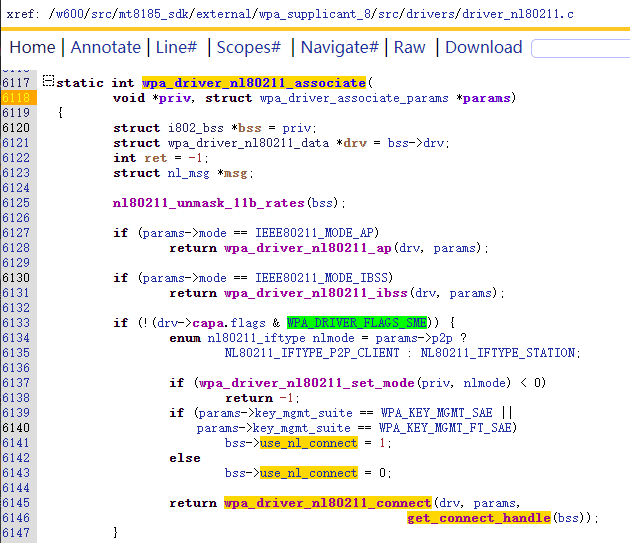 xref: /w600/src/mt8185_sdk/external/wpa_supplicant_8/src/drivers/driver_nl80211.c
Home | Annotate | Line# | Scopes# | Navigate# | Raw | Download
6117 static int wpa_driver_nl80211_associate(
6118 void *priv, struct wpa_driver_associate_params *params)
6119 {
6120 struct i802_bss *bss = priv;
6121 struct wpa_driver_nl80211_data *drv = bss->drv;
6122 int ret = -1;
6123 struct nl_msg *msg;
6124
6125 nl80211_unmask_11b_rates(bss);
6126
6127 if (params->mode == IEEE80211_MODE_AP)
6128 return wpa_driver_nl80211_ap(drv, params);
6129
6130 if (params->mode == IEEE80211_MODE_IBSS)
6131 return wpa_driver_nl80211_ibss(drv, params);
6132
6133 if (!(drv->capa.flags & WPA_DRIVER_FLAGS_SME)) {
6134 enum nl80211_iftype nlmode = params->p2p ?
6135 NL80211_IFTYPE_P2P_CLIENT : NL80211_IFTYPE_STATION;
6136
6137 if (wpa_driver_nl80211_set_mode(priv, nlmode) < 0)
6138 return -1;
6139 if (params->key_mgmt_suite == WPA_KEY_MGMT_SAE ||
6140 params->key_mgmt_suite == WPA_KEY_MGMT_FT_SAE)
6141 bss->use_nl_connect = 1;
6142 else
6143 bss->use_nl_connect = 0;
6144
6145 return wpa_driver_nl80211_connect(drv, params,
6146 get_connect_handle(bss));
6147 }